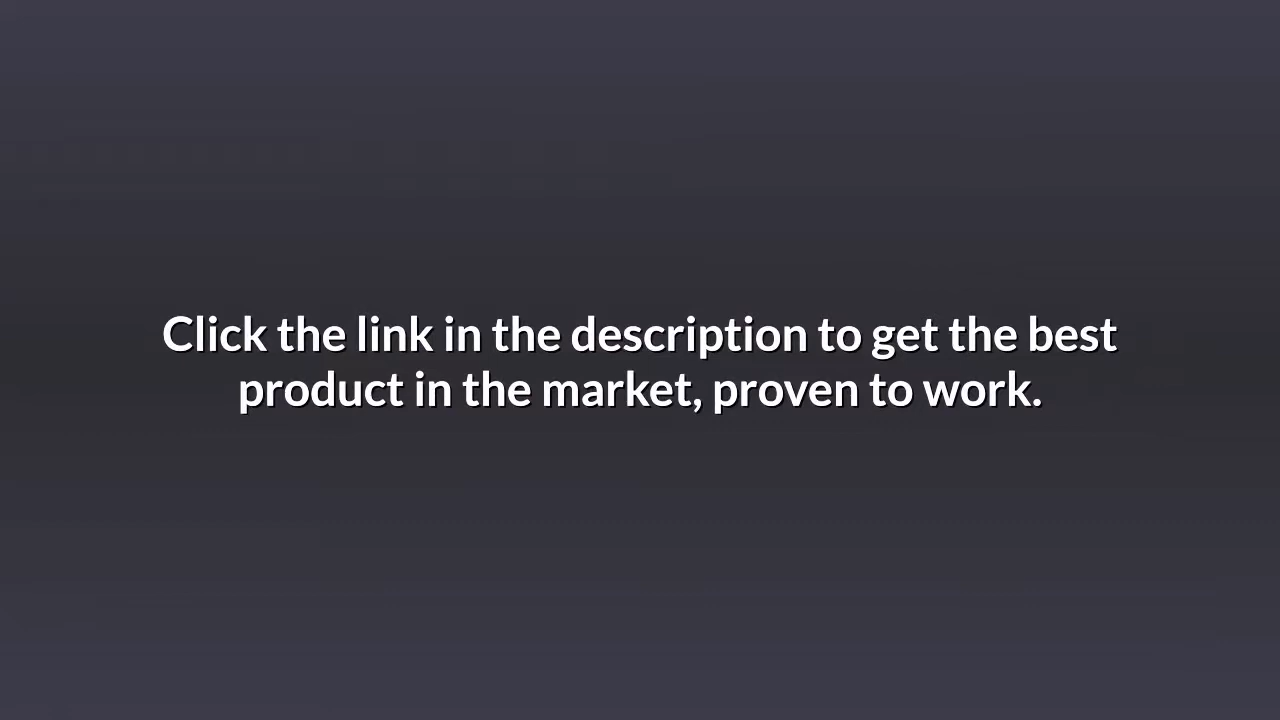 Click the link in the description to get the best
product in the market, proven to work.